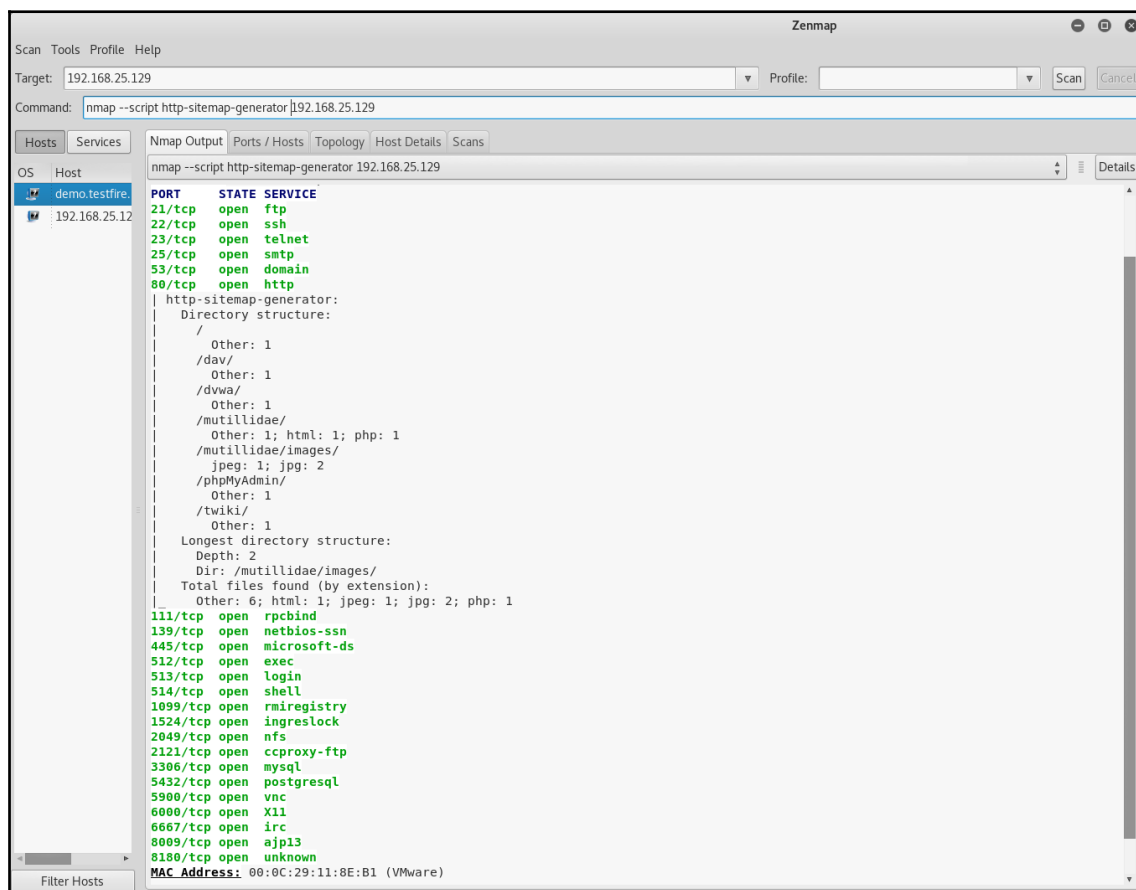 Zenmap
Scan Tools Profile Help
Target: 192.168.25.129 Profile: Scan Cancel
Command: nmap --script http-sitemap-generator 192.168.25.129
Hosts Services Nmap Output Ports / Hosts Topology Host Details Scans
OS Host nmap --script http-sitemap-generator 192.168.25.129 Details
demo.testfire.
192.168.25.12
PORT STATE SERVICE
21/tcp open ftp
22/tcp open ssh
23/tcp open telnet
25/tcp open smtp
53/tcp open domain
80/tcp open http
| http-sitemap-generator:
| Directory structure:
| /
| Other: 1
| /dav/
| Other: 1
| /dvwa/
| Other: 1
| /mutillidae/
| Other: 1; html: 1; php: 1
| /mutillidae/images/
| jpeg: 1; jpg: 2
| /phpMyAdmin/
| Other: 1
| /twiki/
| Other: 1
| Longest directory structure:
| Depth: 2
| Dir: /mutillidae/images/
| Total files found (by extension):
|_ Other: 6; html: 1; jpeg: 1; jpg: 2; php: 1
111/tcp open rpcbind
139/tcp open netbios-ssn
445/tcp open microsoft-ds
512/tcp open exec
513/tcp open login
514/tcp open shell
1099/tcp open rmiregistry
1524/tcp open ingreslock
2049/tcp open nfs
2121/tcp open ccproxy-ftp
3306/tcp open mysql
5432/tcp open postgresql
5900/tcp open vnc
6000/tcp open X11
6667/tcp open irc
8009/tcp open ajp13
8180/tcp open unknown
MAC Address: 00:0C:29:11:8E:B1 (VMware)
Filter Hosts